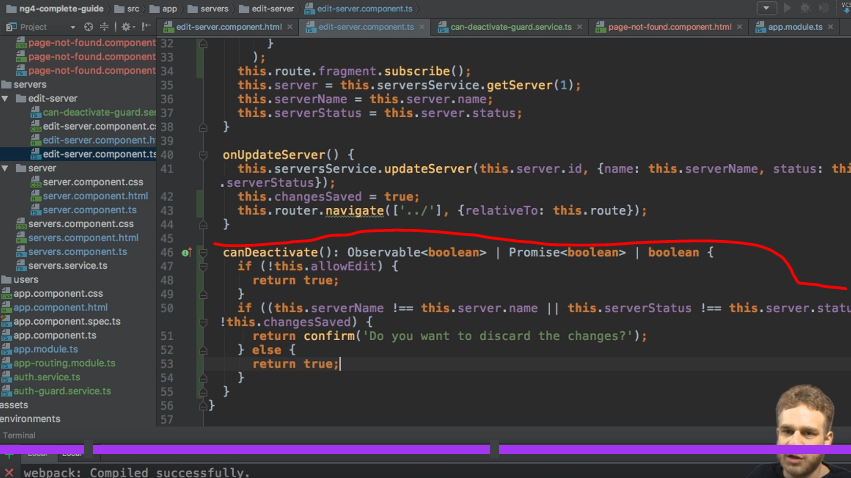 ng4-complete-guide src app servers edit-server edit-server.component.ts
Project
edit-server.component.html edit-server.component.ts can-deactivate-guard.service.ts page-not-found.component.html app.module.ts
page-not-found.component
page-not-found.component
page-not-found.component
servers
edit-server
can-deactivate-guard.se
edit-server.component.cs
edit-server.component.h
edit-server.component.ts
server
server.component.css
server.component.html
server.component.ts
servers.component.css
servers.component.html
servers.component.ts
servers.service.ts
users
app.component.css
app.component.html
app.component.spec.ts
app.component.ts
app.module.ts
app-routing.module.ts
auth.service.ts
auth-guard.service.ts
assets
environments
32 }
33 );
34 this.route.fragment.subscribe();
35 this.server = this.serversService.getServer(1);
36 this.serverName = this.server.name;
37 this.serverStatus = this.server.status;
38 }
39
40 onUpdateServer() {
41 this.serversService.updateServer(this.server.id, {name: this.serverName, status: thi
.serverStatus});
42 this.changesSaved = true;
43 this.router.navigate(['../'], {relativeTo: this.route});
44 }
45
46 canDeactivate(): Observable<boolean> | Promise<boolean> | boolean {
47 if (!this.allowEdit) {
48 return true;
49 }
50 if ((this.serverName !== this.server.name || this.serverStatus !== this.server.statu
!this.changesSaved) {
51 return confirm('Do you want to discard the changes?');
52 } else {
53 return true;
54 }
55 }
56 }
57
Terminal
webpack: Compiled successfully.